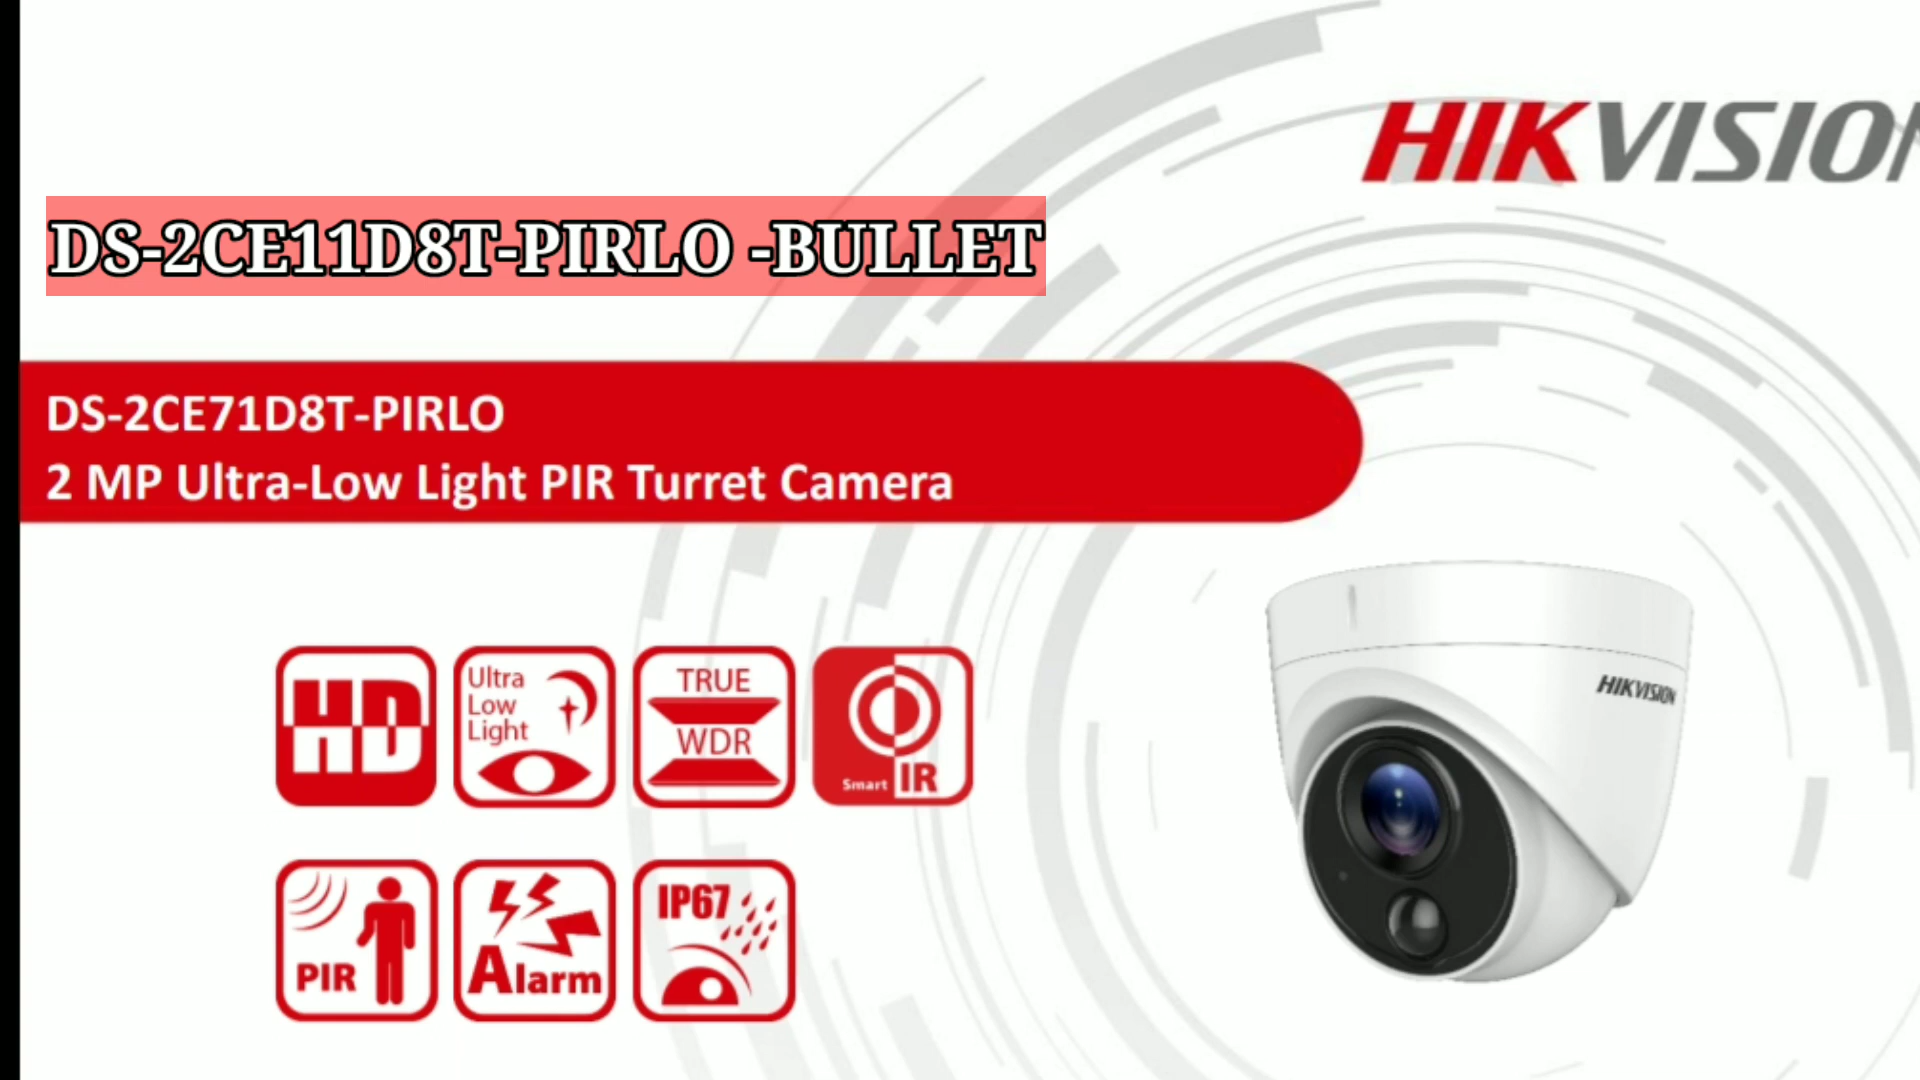 HIKVISION
DS-2CE11D8T-PIRLO -BULLET
DS-2CE71D8T-PIRLO
2 MP Ultra-Low Light PIR Turret Camera
HD
Ultra
Low
Light
TRUE
WDR
Smart IR
HIKVISION
PIR
Alarm
IP67